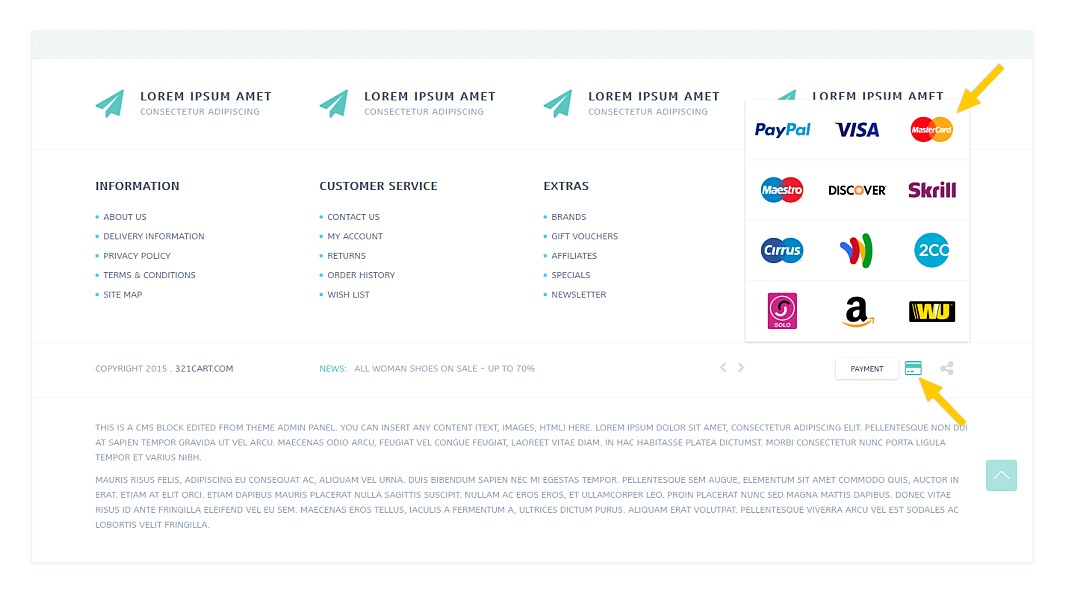 LOREM IPSUM AMET
CONSECTETUR ADIPISCING
LOREM IPSUM AMET
CONSECTETUR ADIPISCING
LOREM IPSUM AMET
CONSECTETUR ADIPISCING
LOREM IPSUM AMET
PayPal VISA MasterCard
Maestro DISCOVER Skrill
Cirrus 2CO
SOLO a WU
INFORMATION
ABOUT US
DELIVERY INFORMATION
PRIVACY POLICY
TERMS & CONDITIONS
SITE MAP
CUSTOMER SERVICE
CONTACT US
MY ACCOUNT
RETURNS
ORDER HISTORY
WISH LIST
EXTRAS
BRANDS
GIFT VOUCHERS
AFFILIATES
SPECIALS
NEWSLETTER
COPYRIGHT 2015 . 321CART.COM
NEWS: ALL WOMAN SHOES ON SALE - UP TO 70%
PAYMENT
THIS IS A CMS BLOCK EDITED FROM THEME ADMIN PANEL. YOU CAN INSERT ANY CONTENT (TEXT, IMAGES, HTML) HERE. LOREM IPSUM DOLOR SIT AMET, CONSECTETUR ADIPISCING ELIT. PELLENTESQUE NON DUI
AT SAPIEN TEMPOR GRAVIDA UT VEL ARCU. MAECENAS ODIO ARCU, FEUGIAT VEL CONGUE FEUGIAT, LAOREET VITAE DIAM. IN HAC HABITASSE PLATEA DICTUMST. MORBI CONSECTETUR NUNC PORTA LIGULA
TEMPOR ET VARIUS NIBH.
MAURIS RISUS FELIS, ADIPISCING EU CONSEQUAT AC, ALIQUAM VEL URNA. DUIS BIBENDUM SAPIEN NEC MI EGESTAS TEMPOR. PELLENTESQUE SEM AUGUE, ELEMENTUM SIT AMET COMMODO QUIS, AUCTOR IN
ERAT. ETIAM AT ELIT ORCI. ETIAM DAPIBUS MAURIS PLACERAT NULLA SAGITTIS SUSCIPIT. NULLAM AC EROS EROS, ET ULLAMCORPER LEO. PROIN PLACERAT NUNC SED MAGNA MATTIS DAPIBUS. DONEC VITAE
RISUS ID ANTE FRINGILLA ELEIFEND VEL EU SEM. MAECENAS EROS TELLUS, IACULIS A FERMENTUM A, ULTRICES DICTUM PURUS. ALIQUAM ERAT VOLUTPAT. PELLENTESQUE VIVERRA ARCU VEL EST SODALES AC
LOBORTIS VELIT FRINGILLA.